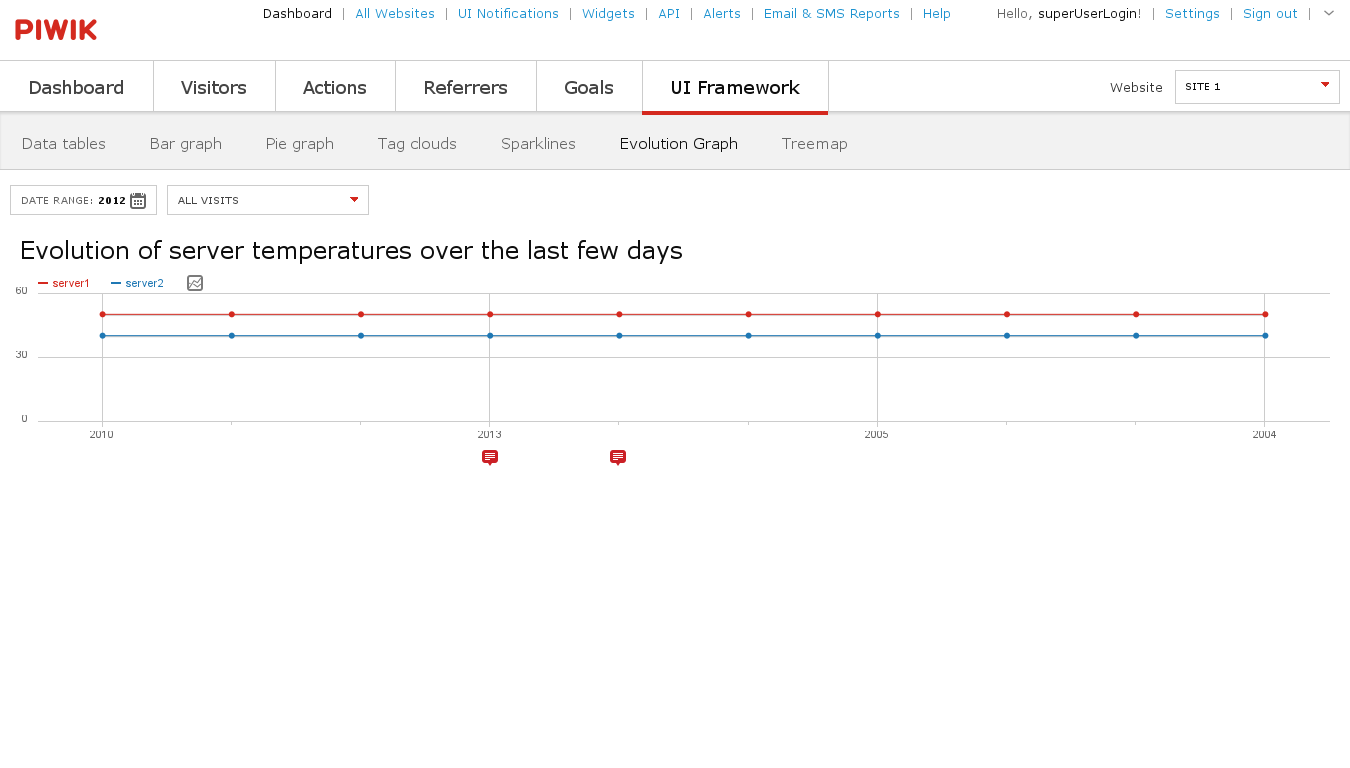 PIWIK
Dashboard | All Websites | UI Notifications | Widgets | API | Alerts | Email & SMS Reports | Help
Hello, superUserLogin! | Settings | Sign out |
Dashboard Visitors Actions Referrers Goals UI Framework
Website SITE 1
Data tables Bar graph Pie graph Tag clouds Sparklines Evolution Graph Treemap
DATE RANGE: 2012 ALL VISITS
Evolution of server temperatures over the last few days
server1 server2
60
30
0
2010 2013 2005 2004